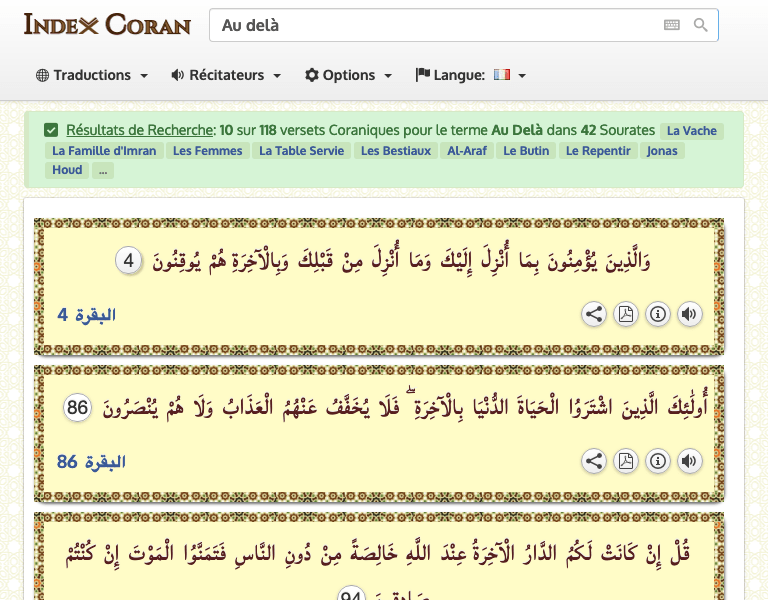 Index Coran
Au delà
Traductions
Récitateurs
Options
Langue:
Résultats de Recherche: 10 sur 118 versets Coraniques pour le terme Au Delà dans 42 Sourates La Vache
La Famille d'Imran Les Femmes La Table Servie Les Bestiaux Al-Araf Le Butin Le Repentir Jonas
Houd ...
وَالَّذِينَ يُؤْمِنُونَ بِمَا أُنْزِلَ إِلَيْكَ وَمَا أُنْزِلَ مِنْ قَبْلِكَ وَبِالْآخِرَةِ هُمْ يُوقِنُونَ 4
البقرة 4
أُولَٰئِكَ الَّذِينَ اشْتَرَوُا الْحَيَاةَ الدُّنْيَا بِالْآخِرَةِ ۖ فَلَا يُخَفَّفُ عَنْهُمُ الْعَذَابُ وَلَا هُمْ يُنْصَرُونَ 86
البقرة 86
قُلْ إِنْ كَانَتْ لَكُمُ الدَّارُ الْآخِرَةُ عِنْدَ اللَّهِ خَالِصَةً مِنْ دُونِ النَّاسِ فَتَمَنَّوُا الْمَوْتَ إِنْ كُنْتُمْ
94